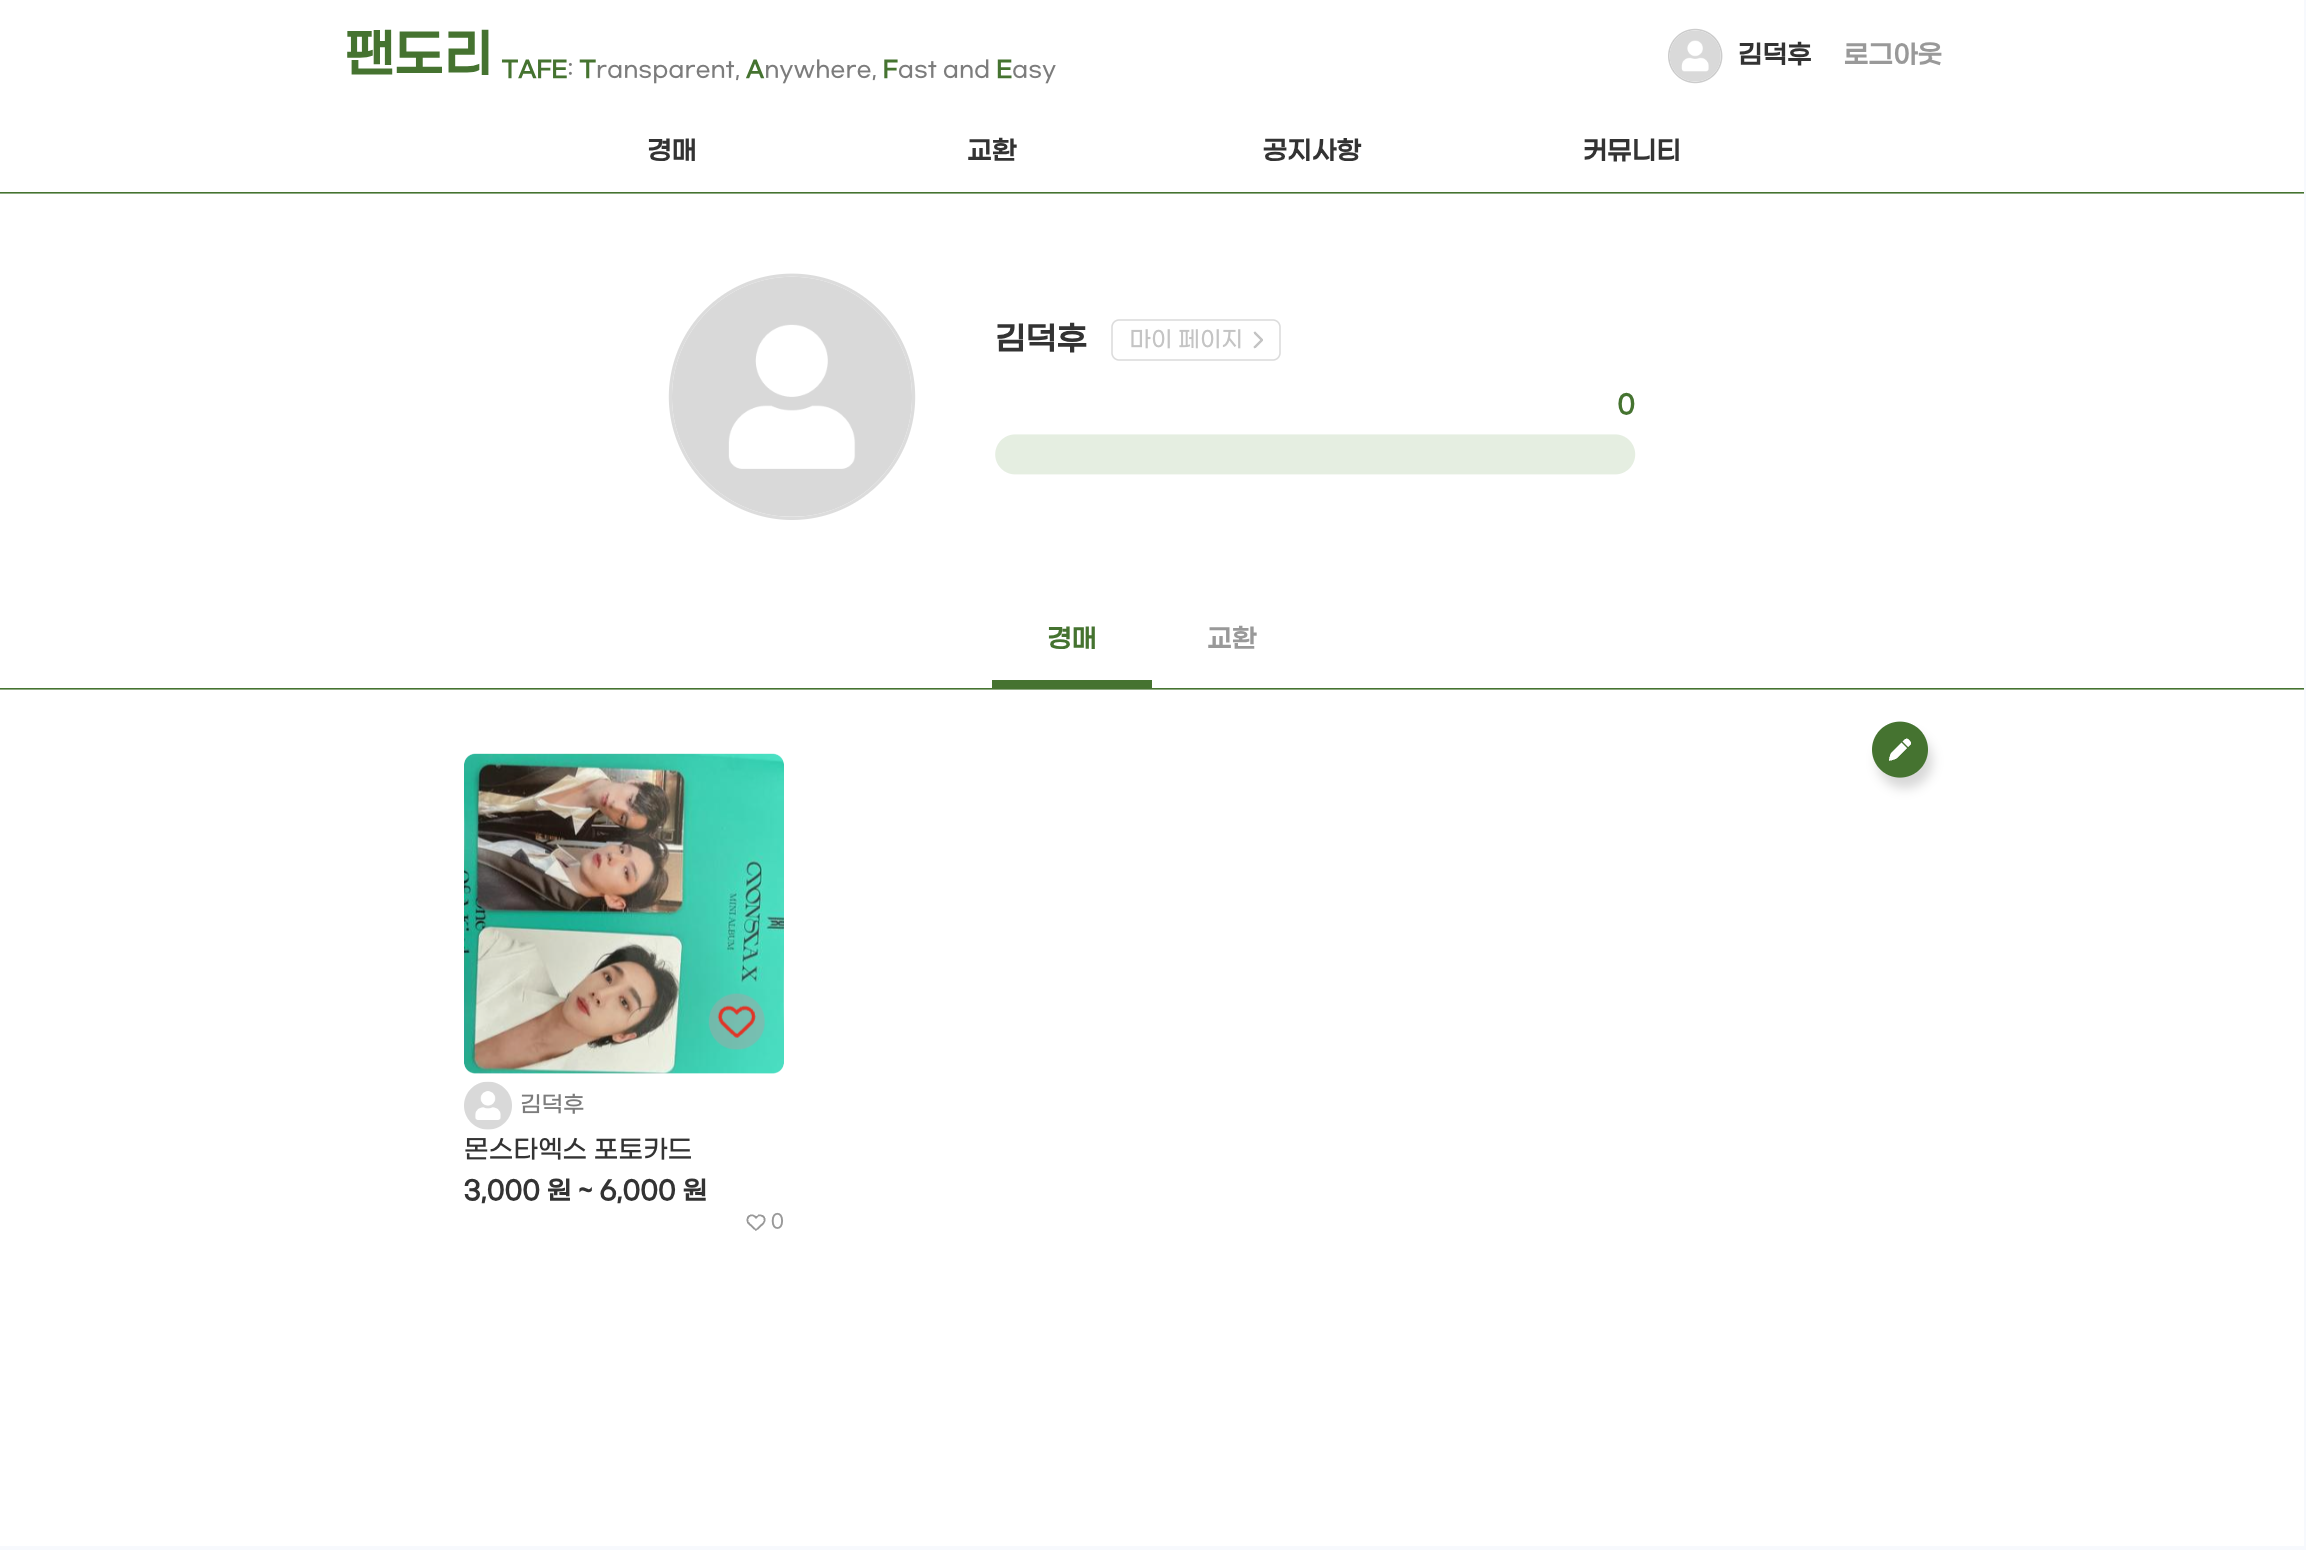 팬도리 TAFE: Transparent, Anywhere, Fast and Easy
김덕후 로그아웃
경매 교환 공지사항 커뮤니티
김덕후 마이 페이지
0
경매 교환
MONSTA X
MINI ALBUM
김덕후
몬스타엑스 포토카드
3,000 원 ~ 6,000 원
0